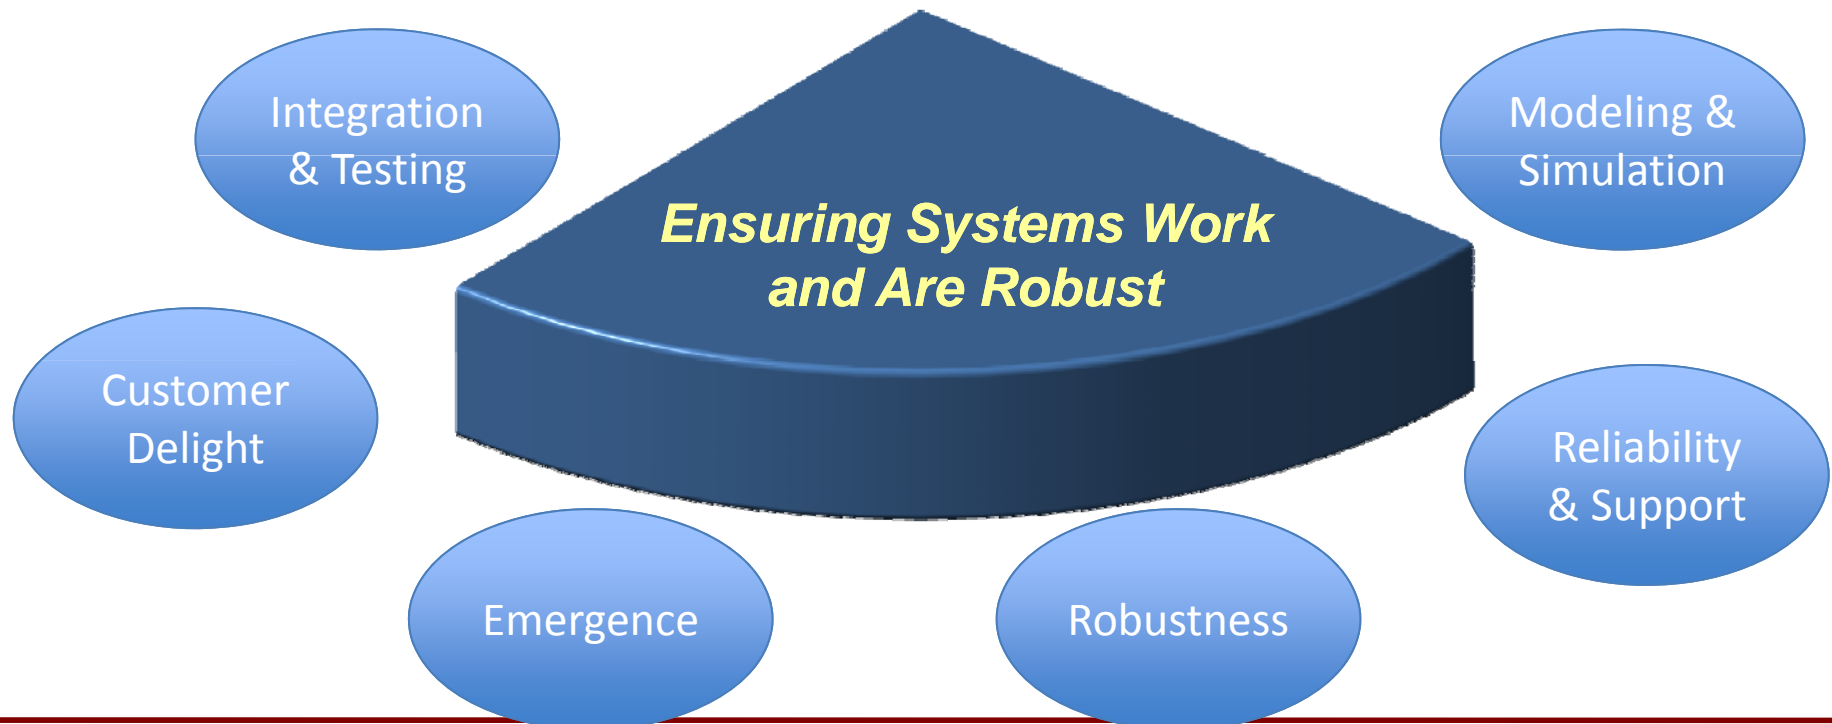 Integration
& Testing
Modeling &
Simulation
Ensuring Systems Work
and Are Robust
Customer
Delight
Reliability
& Support
Emergence
Robustness